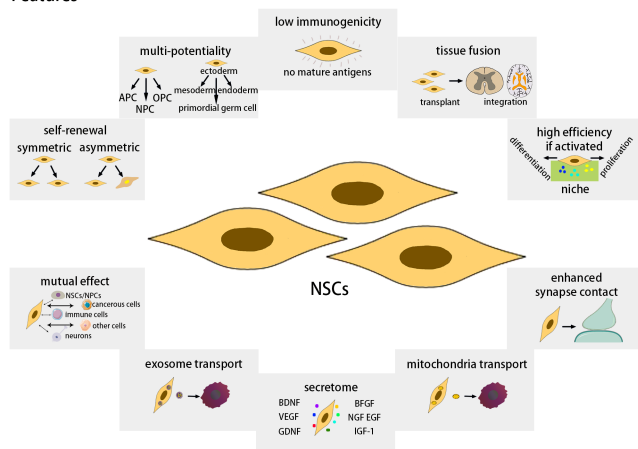 Features
low immunogenicity
no mature antigens
multi-potentiality
ectoderm
mesoderm endoderm
APC OPC
NPC
primordial germ cell
tissue fusion
transplant integration
self-renewal
symmetric asymmetric
high efficiency
if activated
differentiation
proliferation
niche
NSCs
mutual effect
NSCs/NPCs
cancerous cells
immune cells
other cells
neurons
enhanced
synapse contact
exosome transport
mitochondria transport
secretome
BDNF BFGF
VEGF NGF EGF
GDNF IGF-1